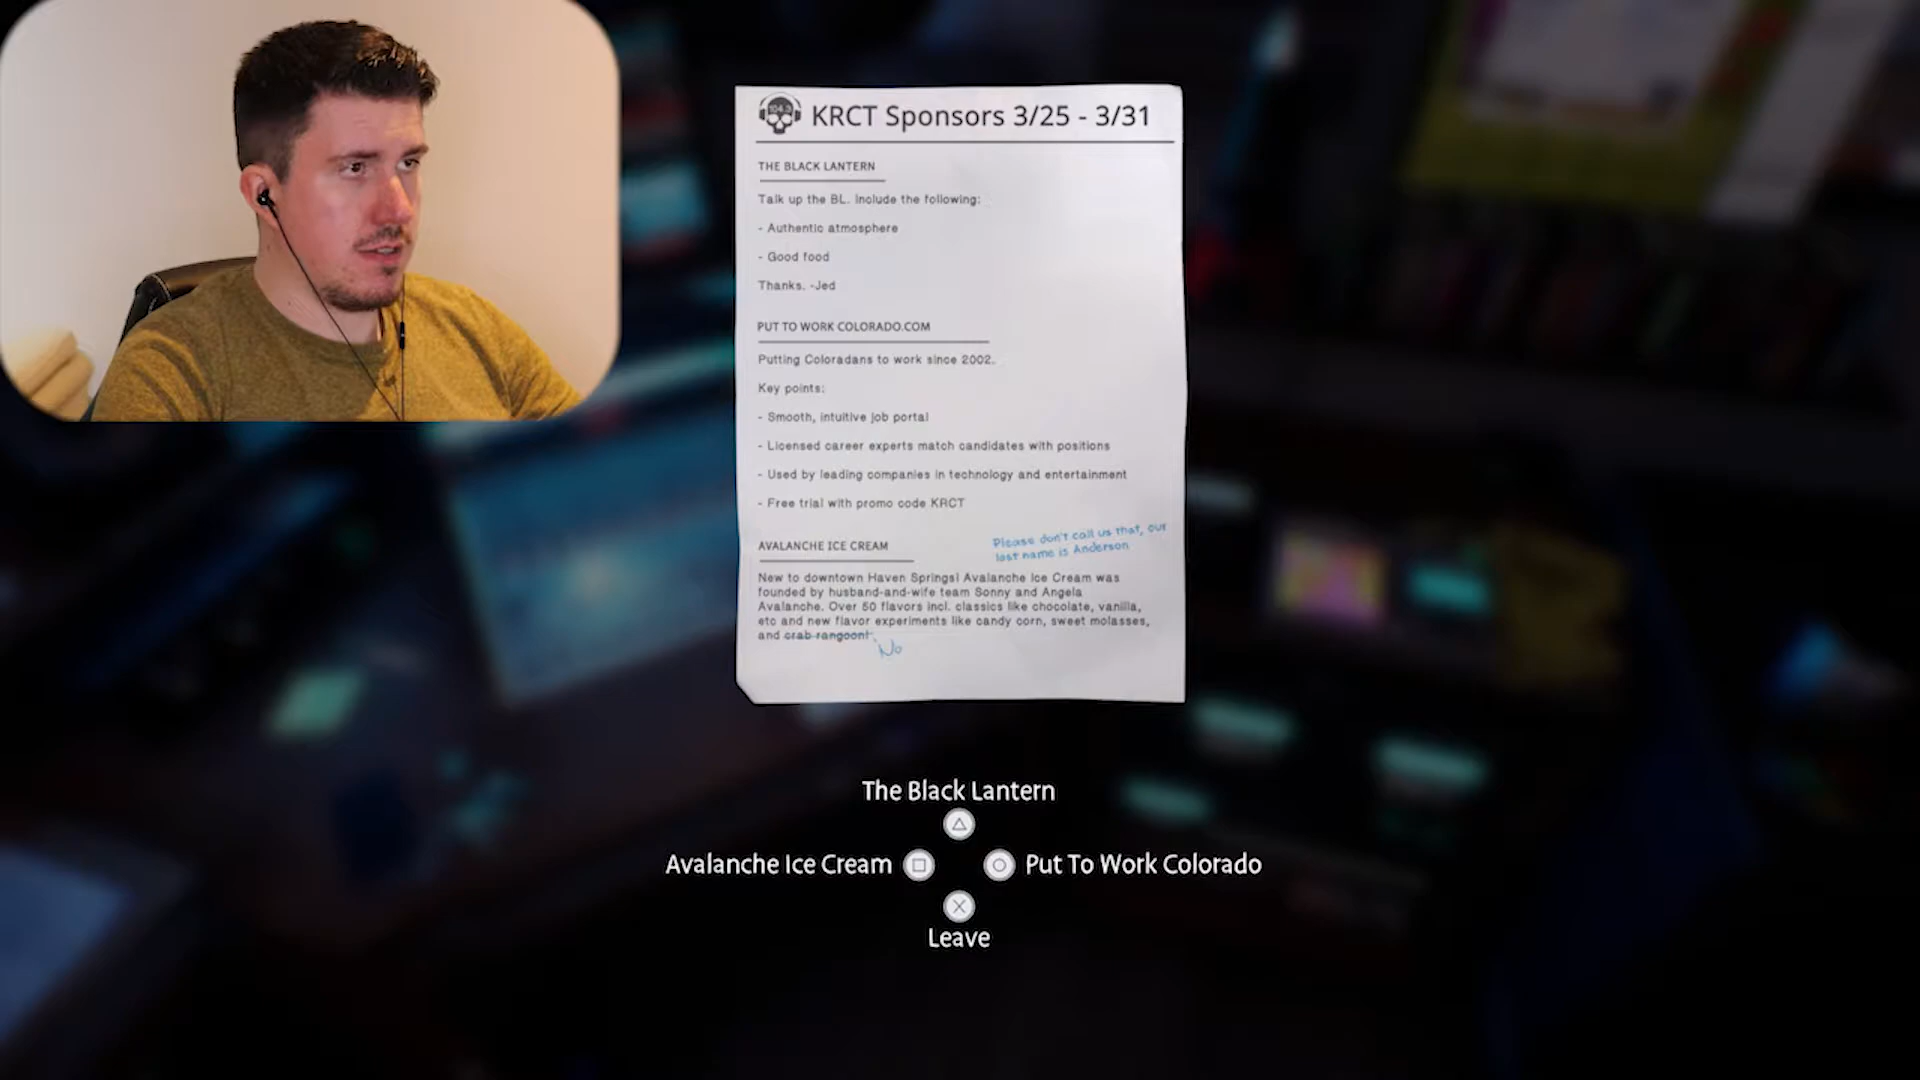 104.3
KRCT Sponsors 3/25 - 3/31
THE BLACK LANTERN
Talk up the BL. Include the following:
- Authentic atmosphere
- Good food
Thanks. -Jed
PUT TO WORK COLORADO.COM
Putting Coloradans to work since 2002.
Key points:
- Smooth, intuitive job portal
- Licensed career experts match candidates with positions
- Used by leading companies in technology and entertainment
- Free trial with promo code KRCT
Please don't call us that, our
last name is Anderson
AVALANCHE ICE CREAM
New to downtown Haven Springs! Avalanche Ice Cream was
founded by husband-and-wife team Sonny and Angela
Avalanche. Over 50 flavors incl. classics like chocolate, vanilla,
etc and new flavor experiments like candy corn, sweet molasses,
and crab rangoon!
No
The Black Lantern
Avalanche Ice Cream
Put To Work Colorado
Leave